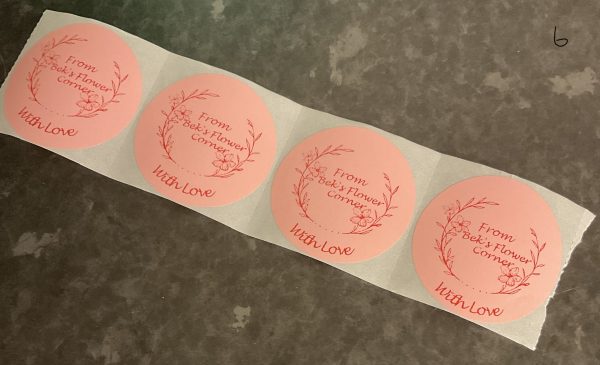 6
From
Bek's Flower
Corner
With Love
From
Bek's Flower
Corner
With Love
From
Bek's Flower
Corner
With Love
From
Bek's Flower
Corner
With Love